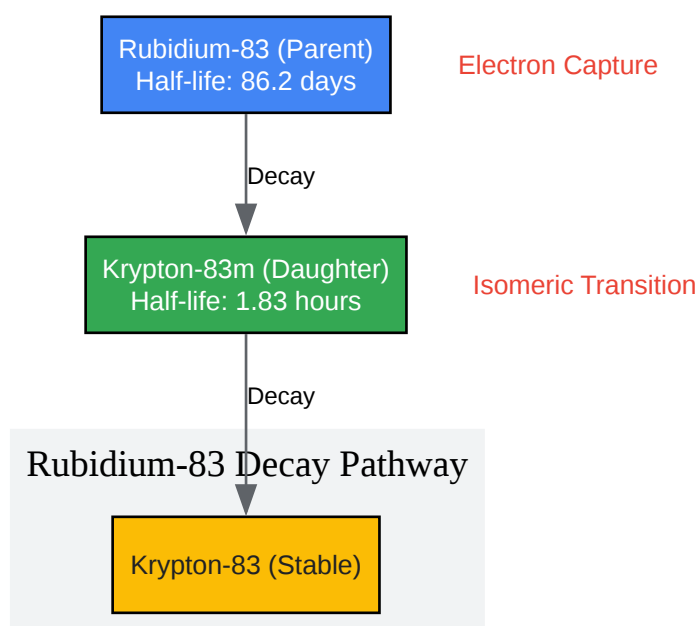 Rubidium-83 (Parent)
Half-life: 86.2 days
Electron Capture
Decay
Krypton-83m (Daughter)
Half-life: 1.83 hours
Isomeric Transition
Decay
Rubidium-83 Decay Pathway
Krypton-83 (Stable)